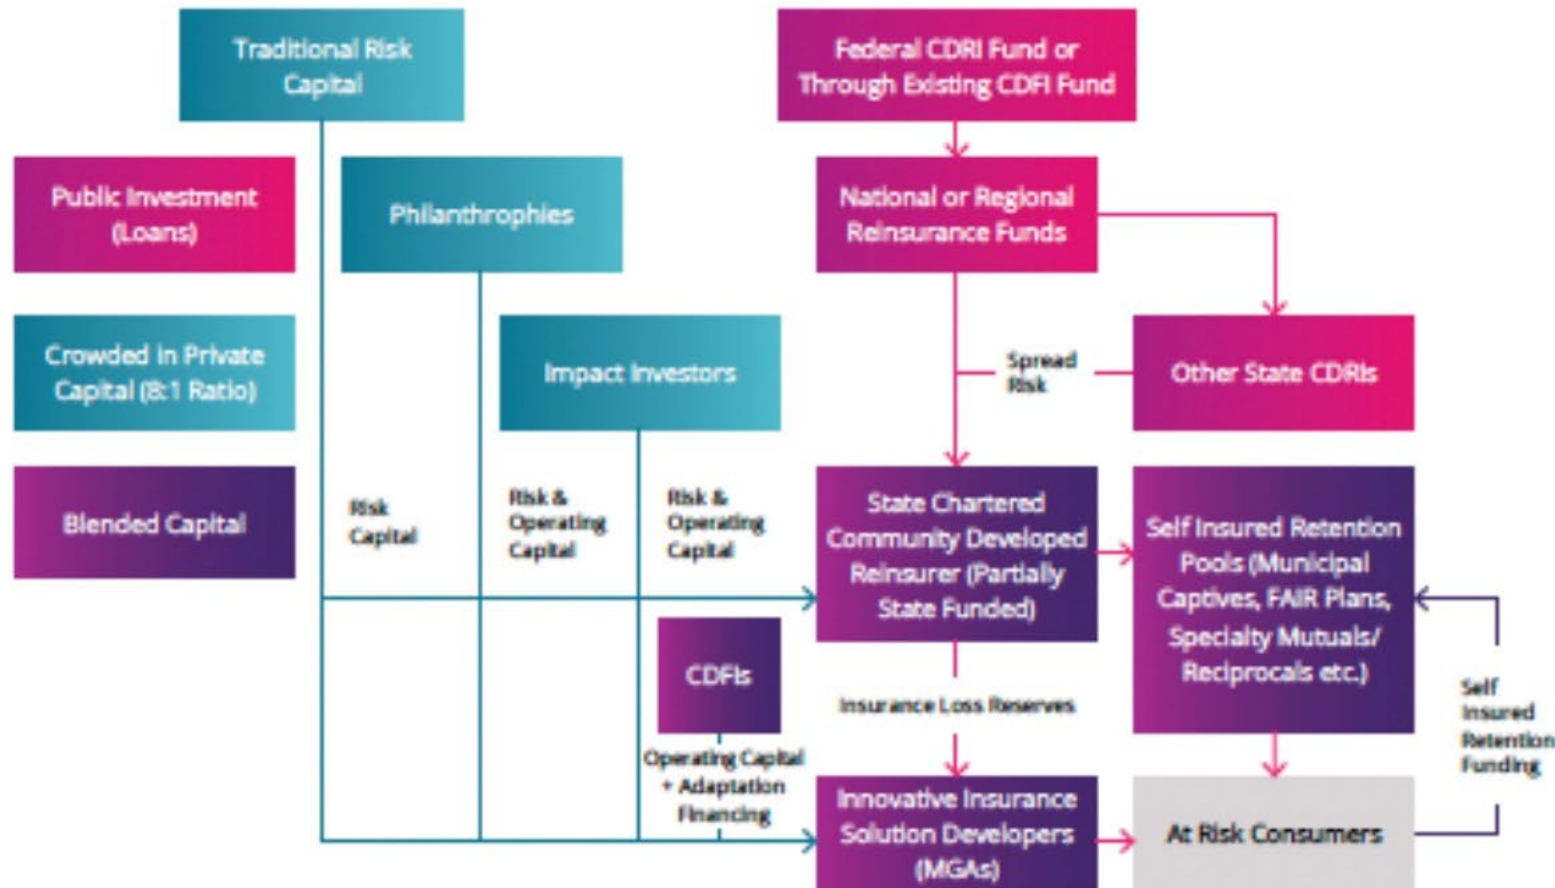 Traditional Risk
Capital
Federal CDRI Fund or
Through Existing CDFI Fund
Public Investment
(Loans)
Philanthrophies
National or Regional
Reinsurance Funds
Crowded in Private
Capital (8:1 Ratio)
Impact Investors
Spread
Risk
Other State CDRIs
Blended Capital
Risk
Capital
Risk &
Operating
Capital
Risk &
Operating
Capital
State Chartered
Community Developed
Reinsurer (Partially
State Funded)
Self Insured Retention
Pools (Municipal
Captives, FAIR Plans,
Specialty Mutuals/
Reciprocals etc.)
CDFIs
Insurance Loss Reserves
Self
Insured
Retention
Funding
Operating Capital
+ Adaptation
Financing
Innovative Insurance
Solution Developers
(MGAs)
At Risk Consumers